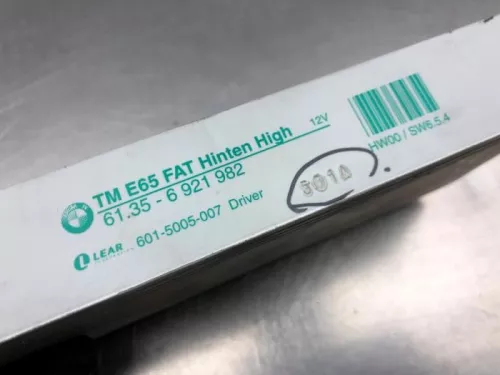 TM E65 FAT Hinten High 12V
61.35 - 6 921 982
LEAR 601-5005-007 Driver
HW00 / SW6.5.4